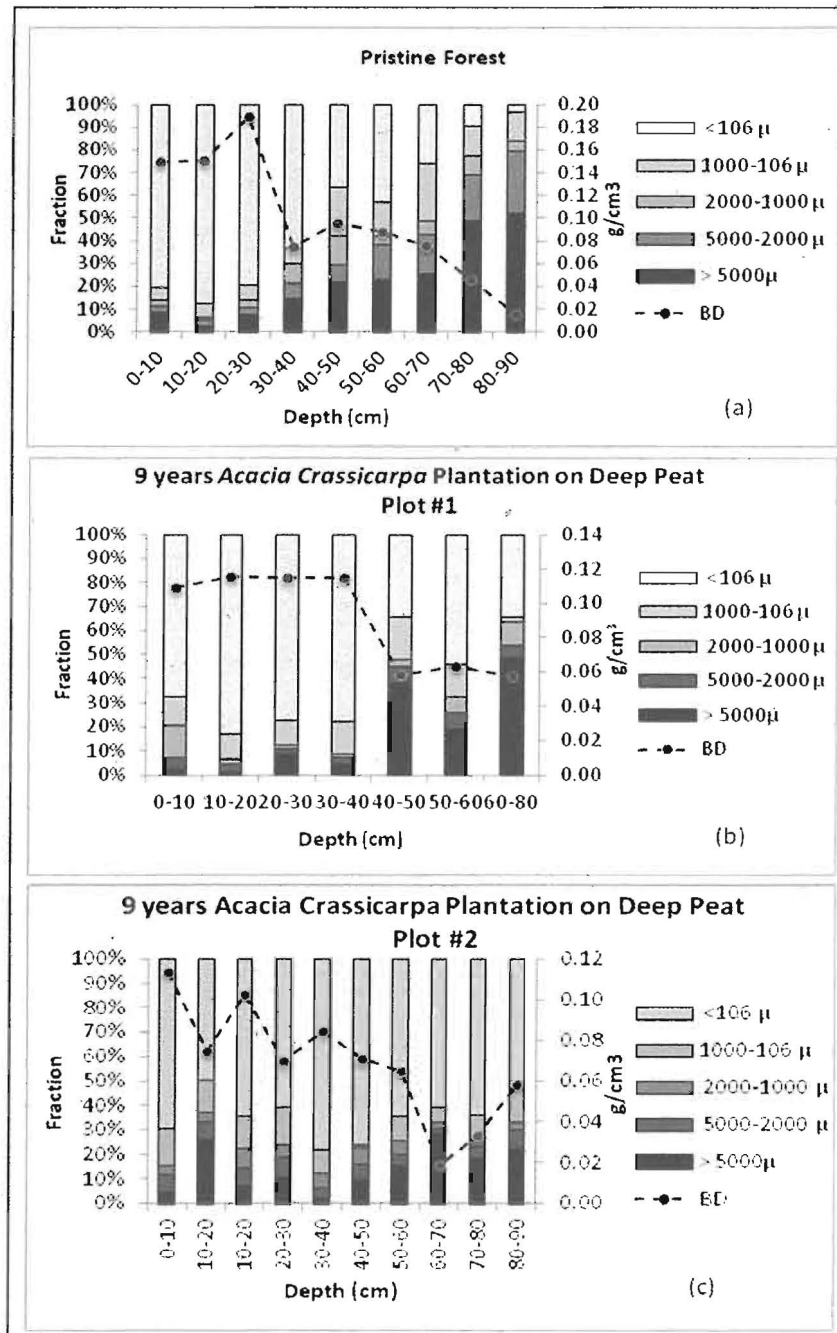 Pristine Forest
100%
90%
80%
70%
60%
50%
40%
30%
20%
10%
0%
Fraction
0.20
0.18
0.16
0.14
0.12
0.10
0.08
0.06
0.04
0.02
0.00
g/cm3
<106 µ
1000-106 µ
2000-1000 µ
5000-2000 µ
> 5000µ
BD
0-10 10-20 20-30 30-40 40-50 50-60 60-70 70-80 80-90
Depth (cm)
(a)
9 years Acacia Crassicarpa Plantation on Deep Peat
Plot #1
100%
90%
80%
70%
60%
50%
40%
30%
20%
10%
0%
Fraction
0.14
0.12
0.10
0.08
0.06
0.04
0.02
0.00
g/cm³
<106 µ
1000-106 µ
2000-1000 µ
5000-2000 µ
> 5000µ
BD
0-10 10-20 20-30 30-40 40-50 50-60 60-80
Depth (cm)
(b)
9 years Acacia Crassicarpa Plantation on Deep Peat
Plot #2
100%
90%
80%
70%
60%
50%
40%
30%
20%
10%
0%
Fraction
0.12
0.10
0.08
0.06
0.04
0.02
0.00
g/cm3
<106 µ
1000-106 µ
2000-1000 µ
5000-2000 µ
> 5000µ
BD
0-10 10-20 10-20 20-30 30-40 40-50 50-60 60-70 70-80 80-90
Depth (cm)
(c)